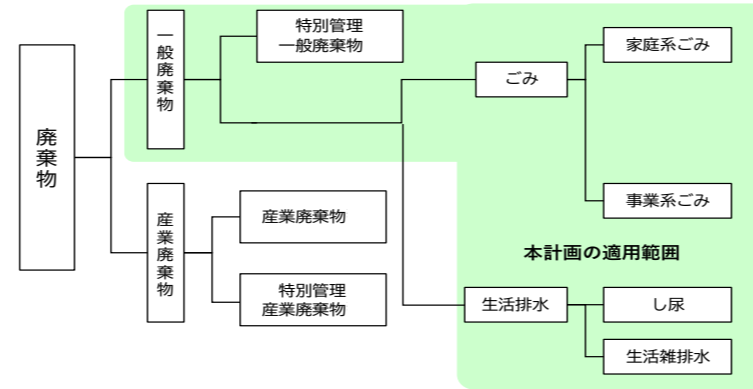 廃棄物
一般廃棄物
特別管理
一般廃棄物
ごみ
家庭系ごみ
事業系ごみ
産業廃棄物
産業廃棄物
特別管理
産業廃棄物
本計画の適用範囲
生活排水
し尿
生活雑排水